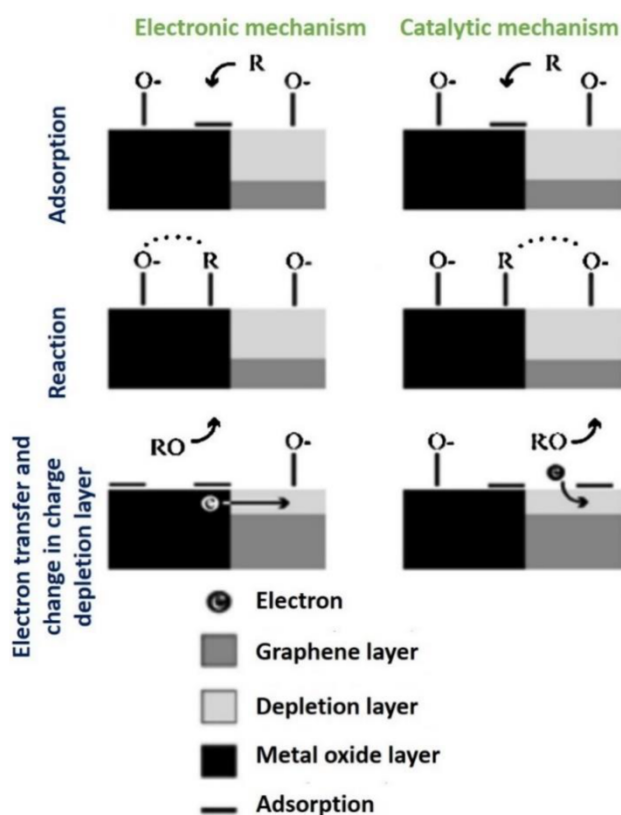 Electronic mechanism
Catalytic mechanism
Adsorption
O-
R
O-
O-
R
O-
Reaction
O-
R
O-
O-
R
O-
Electron transfer and
change in charge
depletion layer
RO
O-
e
O-
RO
e
e
Electron
Graphene layer
Depletion layer
Metal oxide layer
Adsorption